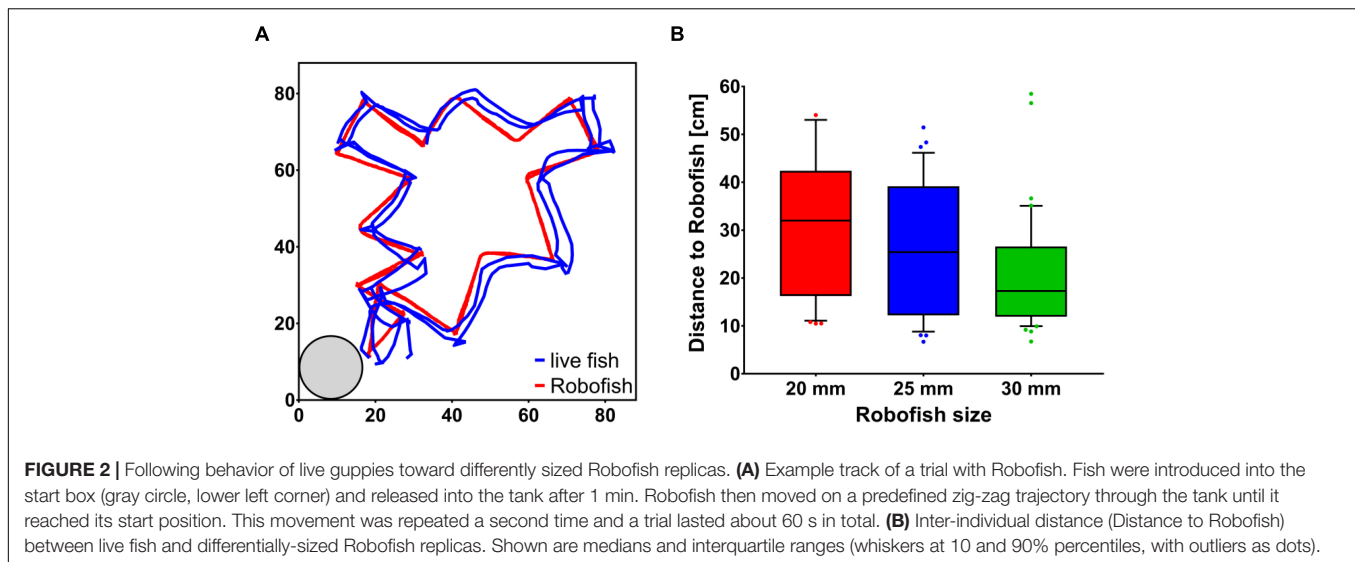 A
B
80
60
40
20
0
0
20
40
60
80
live fish
Robofish
Distance to Robofish [cm]
60
50
40
30
20
10
0
20 mm
25 mm
30 mm
Robofish size
FIGURE 2 | Following behavior of live guppies toward differently sized Robofish replicas. (A) Example track of a trial with Robofish. Fish were introduced into the
start box (gray circle, lower left corner) and released into the tank after 1 min. Robofish then moved on a predefined zig-zag trajectory through the tank until it
reached its start position. This movement was repeated a second time and a trial lasted about 60 s in total. (B) Inter-individual distance (Distance to Robofish)
between live fish and differentially-sized Robofish replicas. Shown are medians and interquartile ranges (whiskers at 10 and 90% percentiles, with outliers as dots).